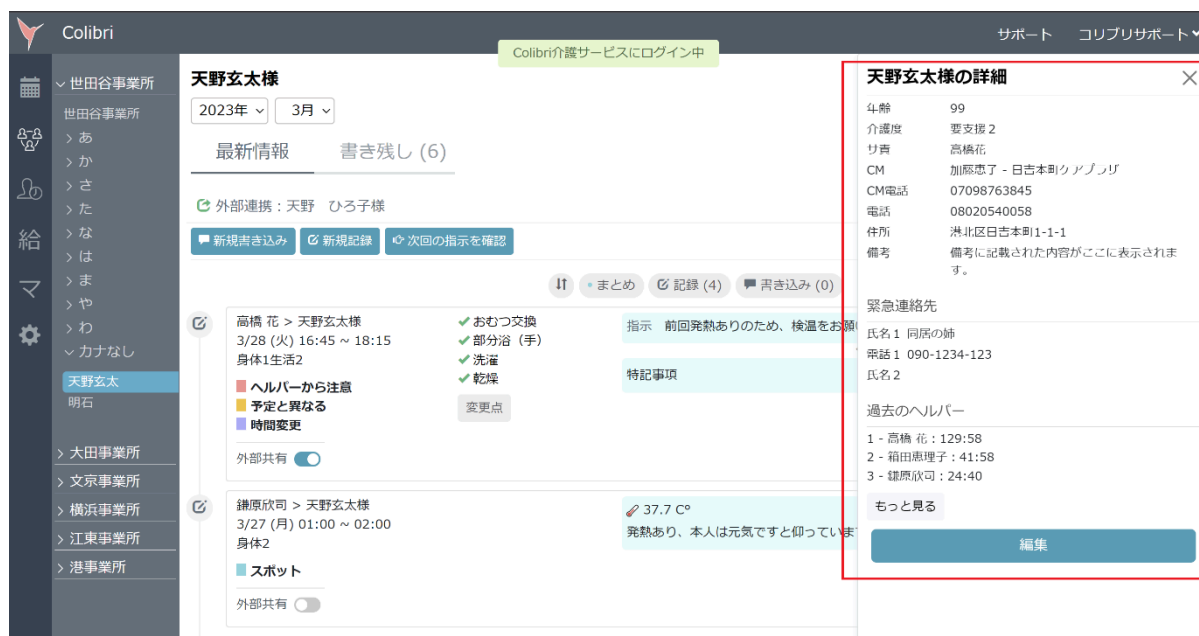 Colibri
サポート コリブリサポート
Colibri介護サービスにログイン中
世田谷事業所
世田谷事業所
あ
か
さ
た
な
は
ま
や
わ
カナなし
天野玄太
明石
大田事業所
文京事業所
横浜事業所
江東事業所
港事業所
給
マ
天野玄太様
2023年 3月
最新情報 書き残し (6)
外部連携：天野 ひろ子様
新規書き込み 新規記録 次回の指示を確認
まとめ 記録 (4) 書き込み (0)
高橋 花 > 天野玄太様
3/28 (火) 16:45 ~ 18:15
身体1生活2
ヘルパーから注意
予定と異なる
時間変更
外部共有
おむつ交換
部分浴（手）
洗濯
乾燥
変更点
指示 前回発熱ありのため、検温をお願
特記事項
鎌原欣司 > 天野玄太様
3/27 (月) 01:00 ~ 02:00
身体2
スポット
外部共有
37.7 C°
発熱あり、本人は元気ですと仰っていま
天野玄太様の詳細
年齢 99
介護度 要支援2
サ責 高橋花
CM 加藤恵子 - 日吉本町ケアプラザ
CM電話 07098763845
電話 08020540058
住所 港北区日吉本町1-1-1
備考 備考に記載された内容がここに表示されま
す。
緊急連絡先
氏名1 同居の姉
電話1 090-1234-123
氏名2
過去のヘルパー
1 - 高橋 花：129:58
2 - 箱田恵理子：41:58
3 - 鎌原欣司：24:40
もっと見る
編集